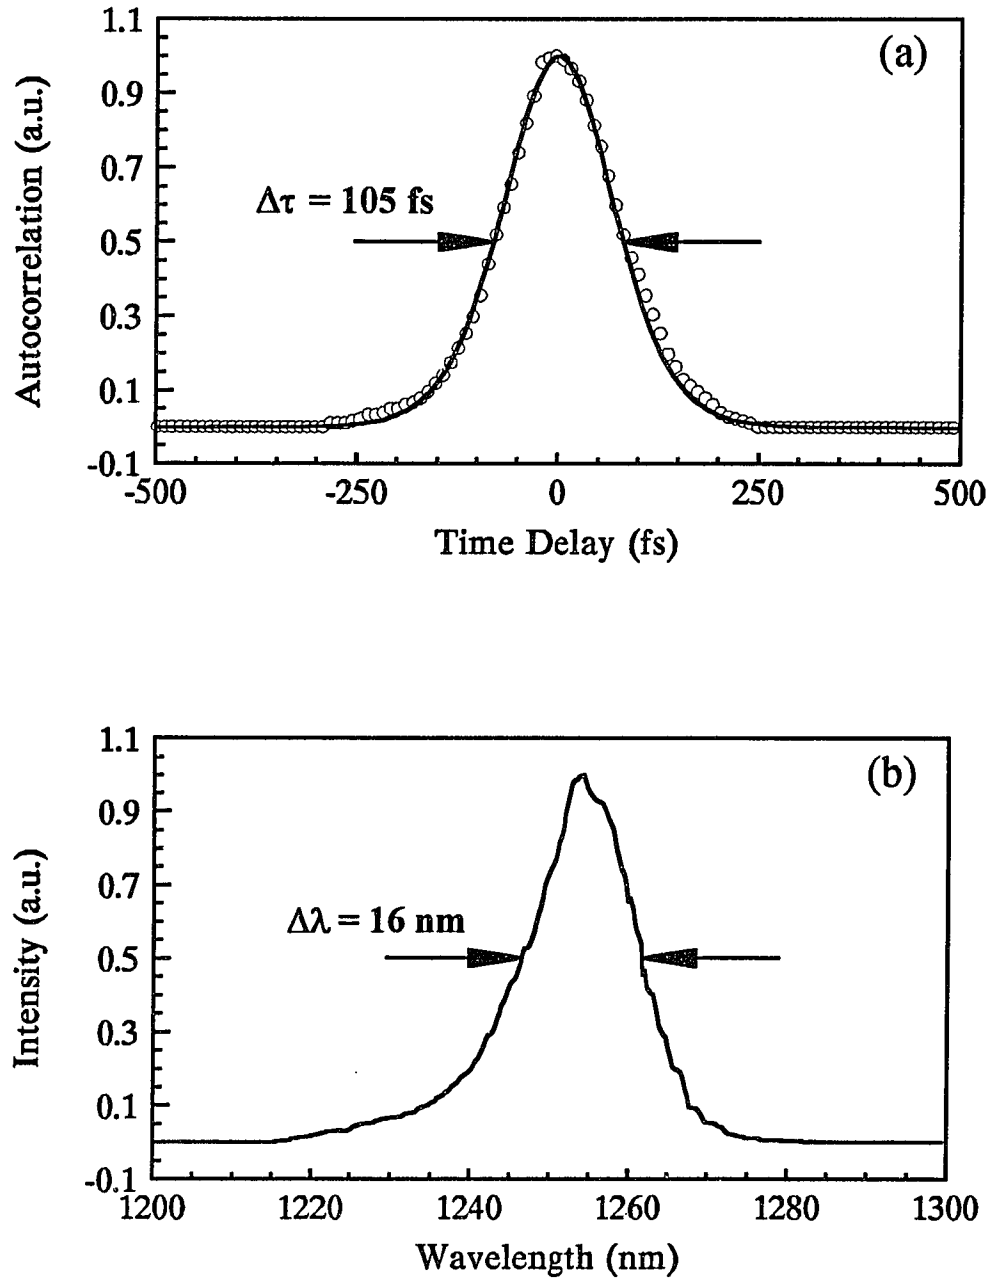 1.1
(a)
0.9
0.7
Δτ = 105 fs
0.5
0.3
0.1
-0.1
-500 -250 0 250 500
Time Delay (fs)
Autocorrelation (a.u.)
1.1
(b)
0.9
0.7
Δλ = 16 nm
0.5
0.3
0.1
-0.1
1200 1220 1240 1260 1280 1300
Wavelength (nm)
Intensity (a.u.)